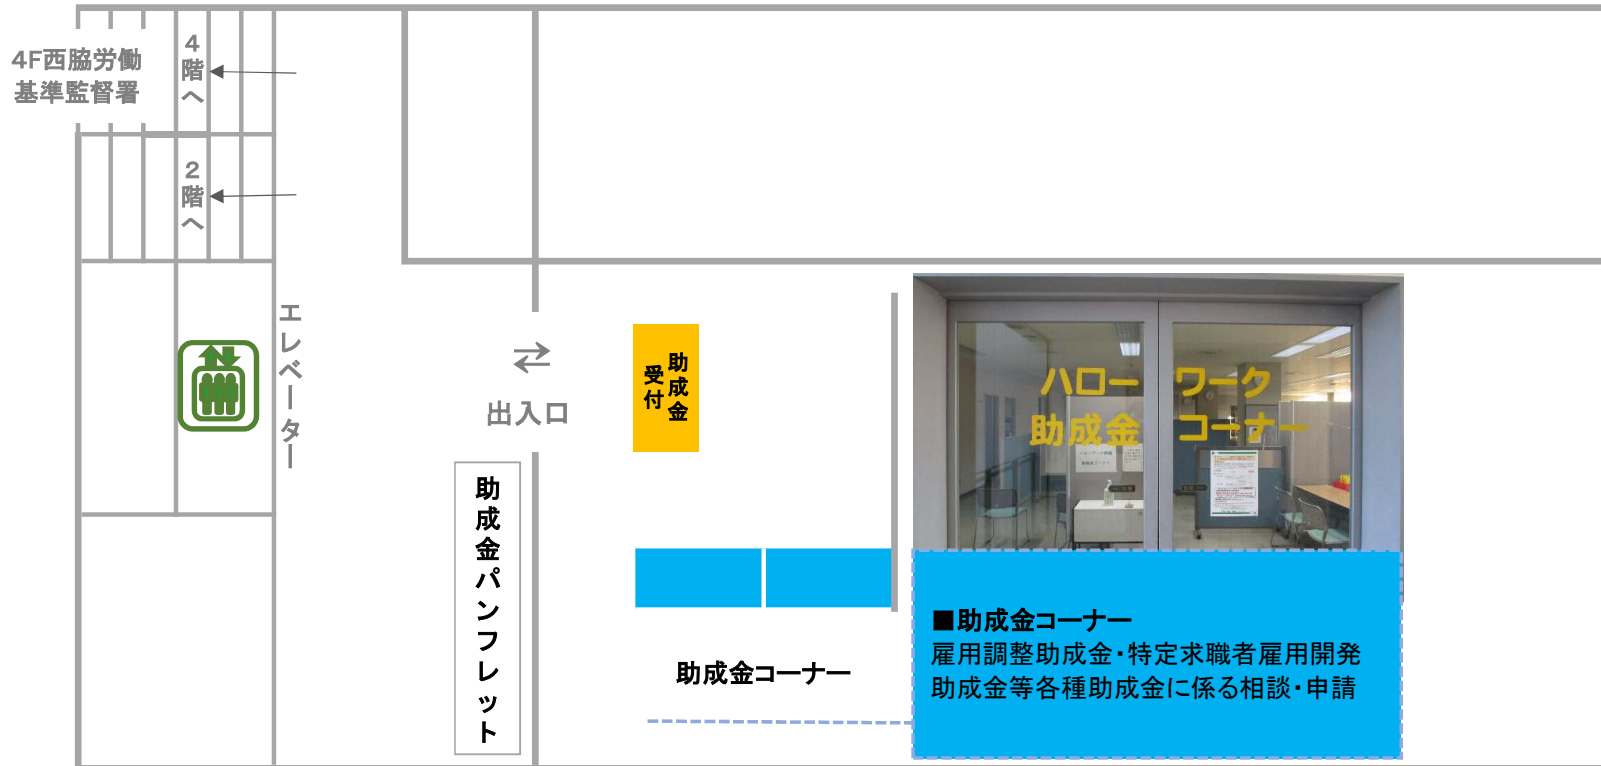 4F西脇労働
基準監督署
4階へ
2階へ
エレベーター
出入口
助成金
受付
助成金パンフレット
ハローワーク
助成金コーナー
助成金コーナー
■助成金コーナー
雇用調整助成金・特定求職者雇用開発
助成金等各種助成金に係る相談・申請